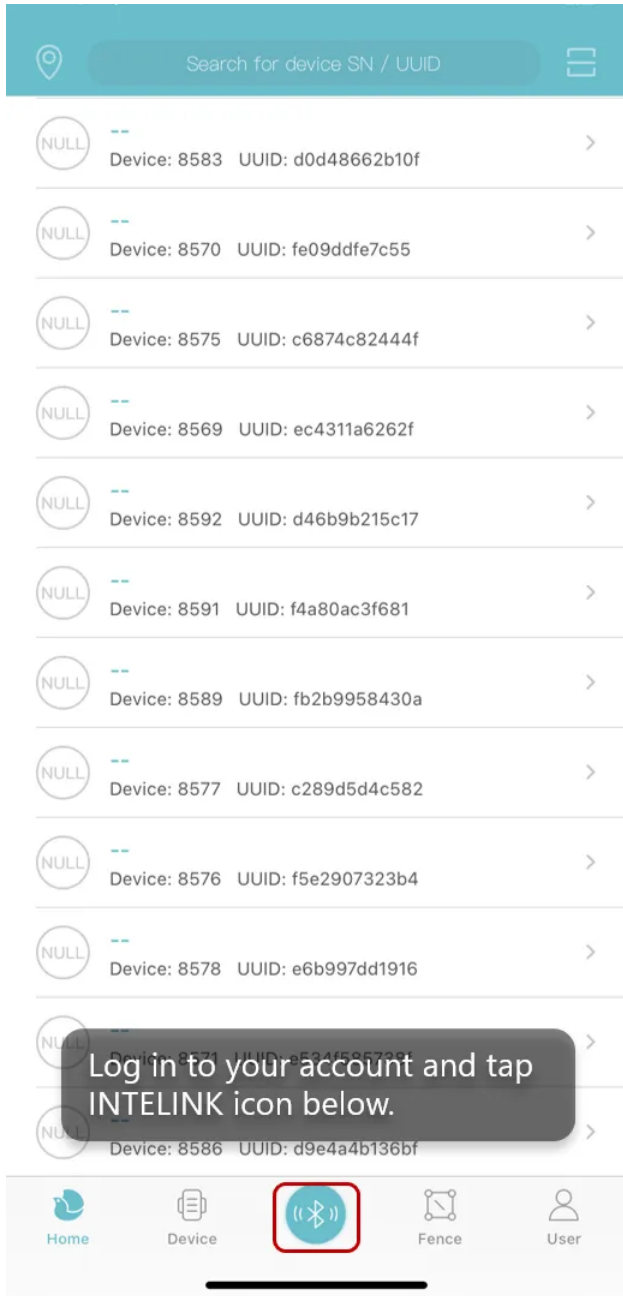 Search for device SN / UUID
NULL
--
Device: 8583 UUID: d0d48662b10f
NULL
--
Device: 8570 UUID: fe09ddfe7c55
NULL
--
Device: 8575 UUID: c6874c82444f
NULL
--
Device: 8569 UUID: ec4311a6262f
NULL
--
Device: 8592 UUID: d46b9b215c17
NULL
--
Device: 8591 UUID: f4a80ac3f681
NULL
--
Device: 8589 UUID: fb2b9958430a
NULL
--
Device: 8577 UUID: c289d5d4c582
NULL
--
Device: 8576 UUID: f5e2907323b4
NULL
--
Device: 8578 UUID: e6b997dd1916
NULL
--
Device: 8571 UUID:
Log in to your account and tap
INTELINK icon below.
NULL
--
Device: 8586 UUID: d9e4a4b136bf
Home
Device
Fence
User